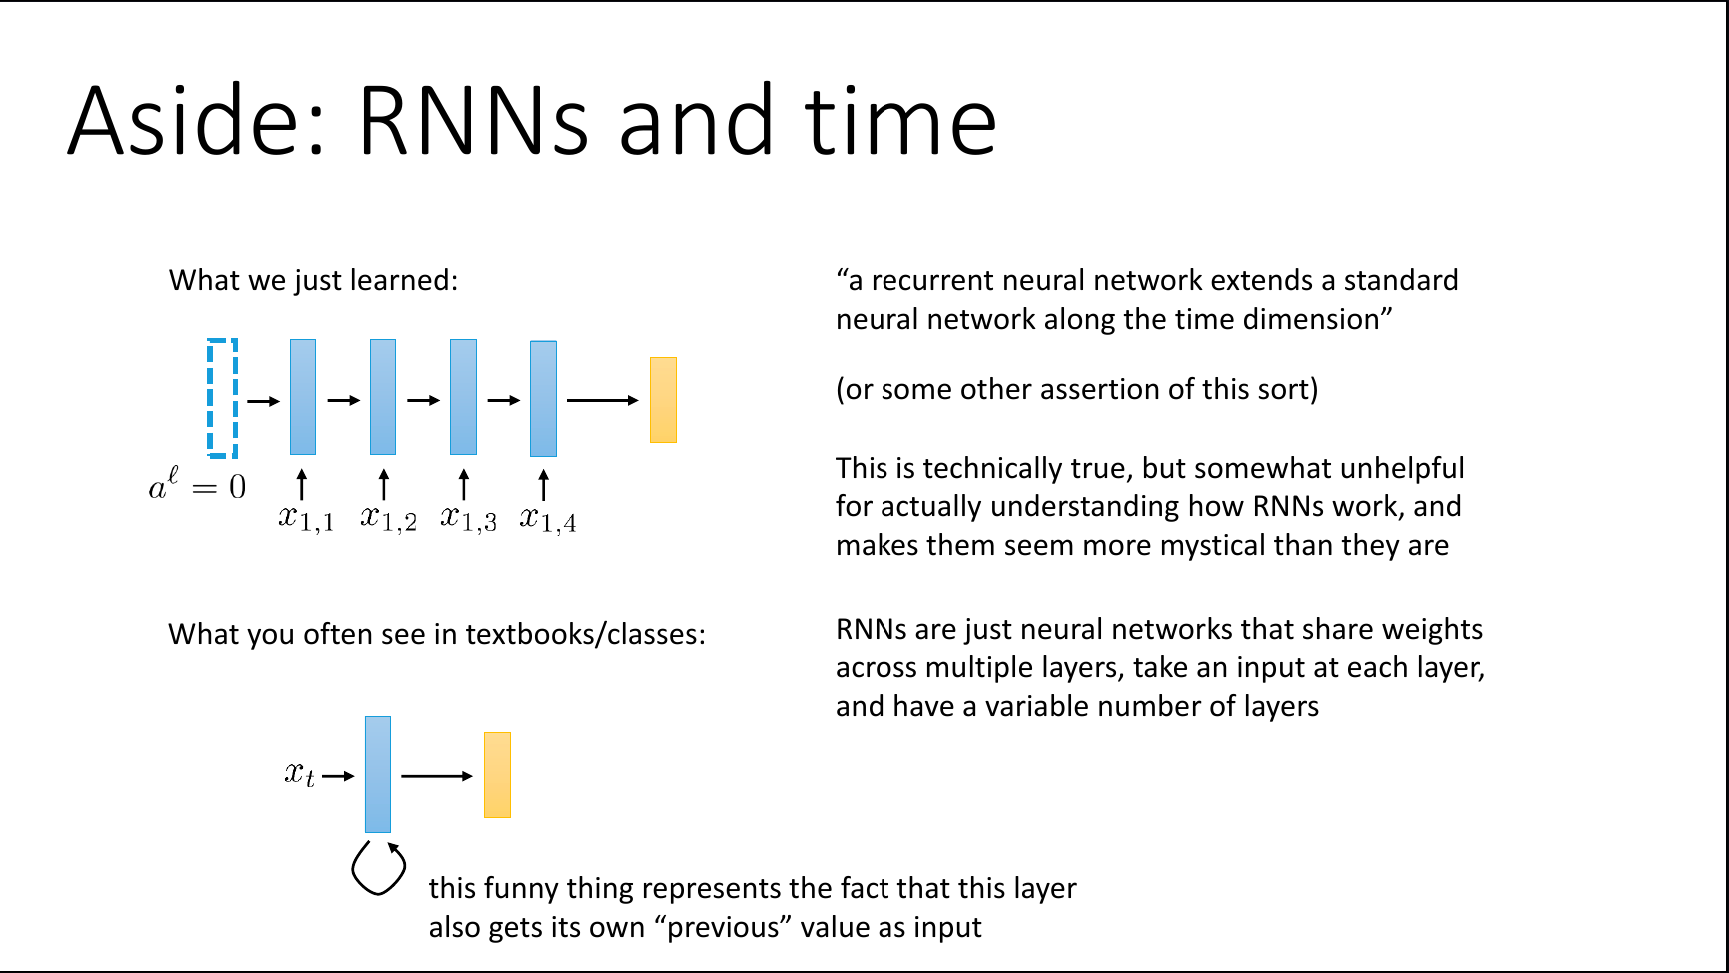 Aside: RNNs and time
What we just learned:
a^ℓ = 0
x_{1,1} x_{1,2} x_{1,3} x_{1,4}
What you often see in textbooks/classes:
x_t
this funny thing represents the fact that this layer
also gets its own “previous” value as input
“a recurrent neural network extends a standard
neural network along the time dimension”
(or some other assertion of this sort)
This is technically true, but somewhat unhelpful
for actually understanding how RNNs work, and
makes them seem more mystical than they are
RNNs are just neural networks that share weights
across multiple layers, take an input at each layer,
and have a variable number of layers